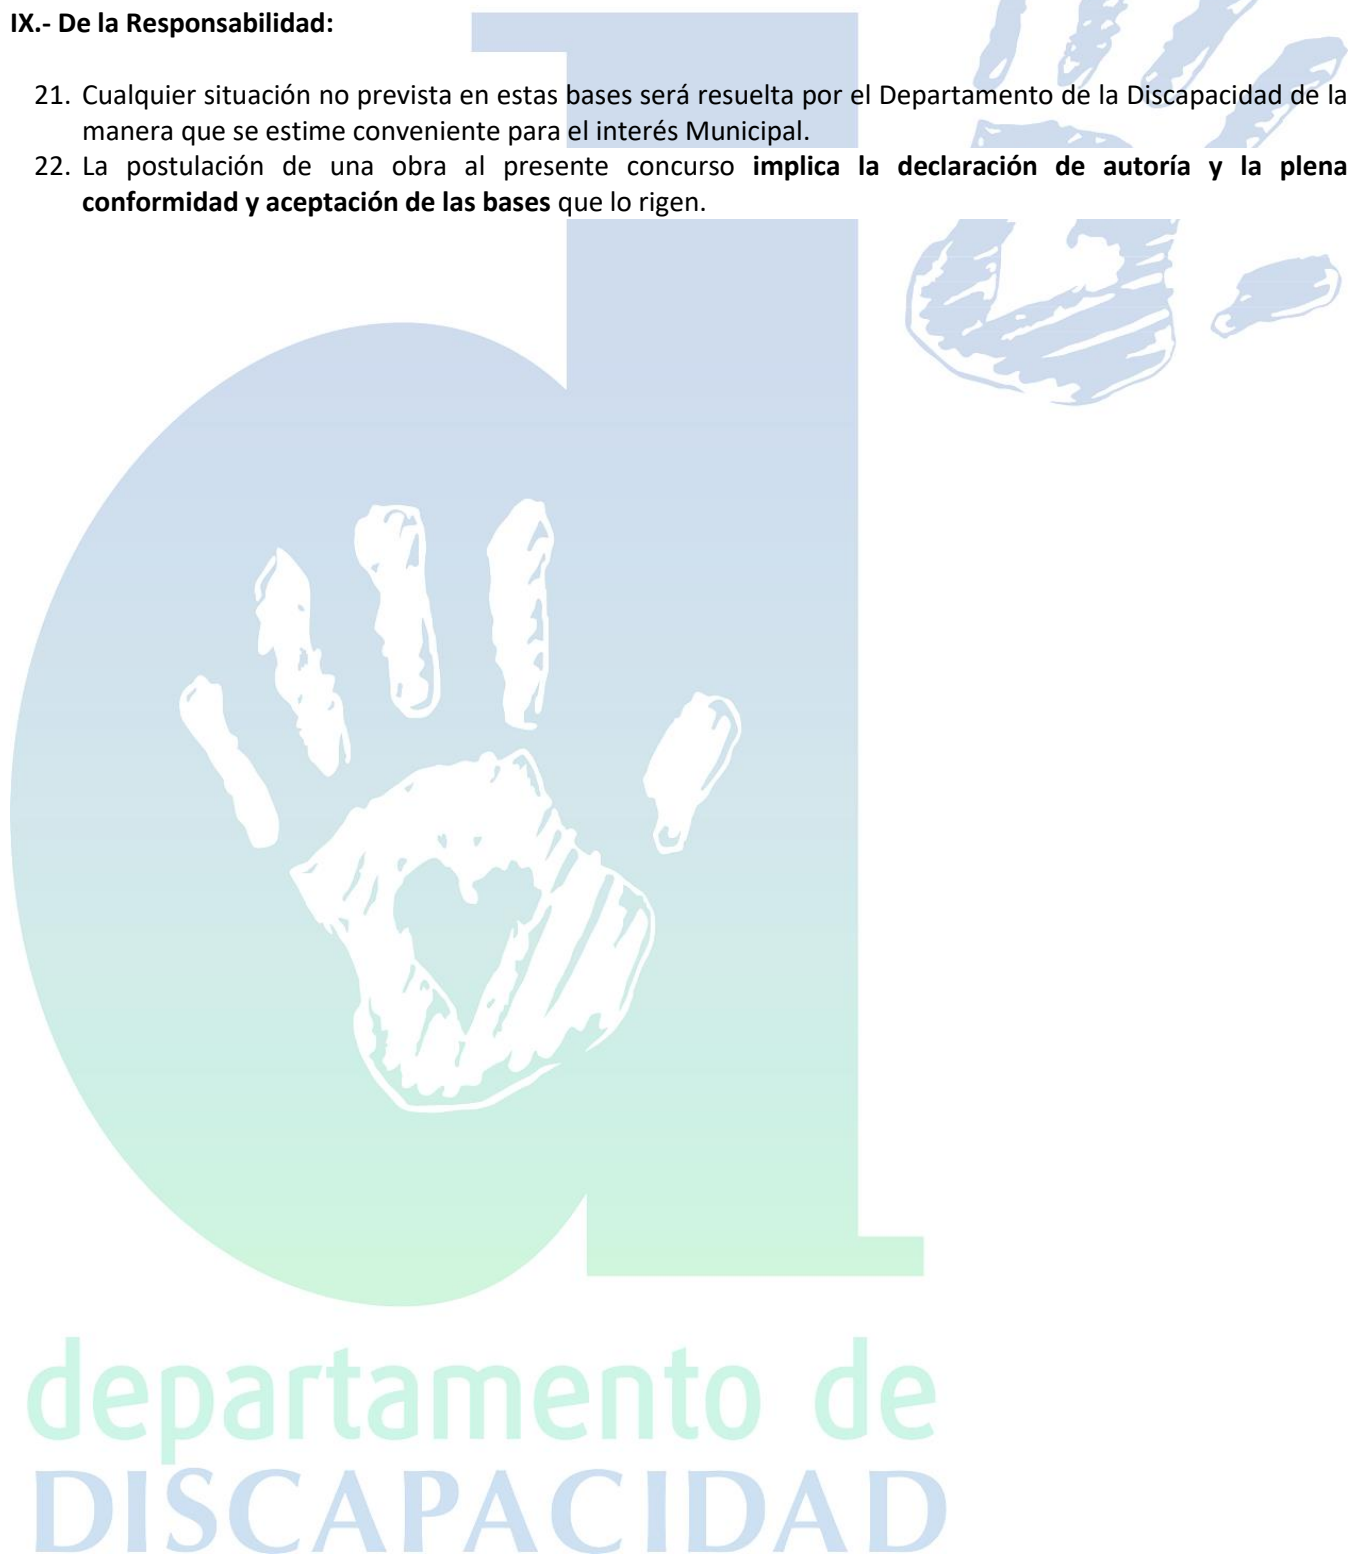 IX.- De la Responsabilidad:
21. Cualquier situación no prevista en estas bases será resuelta por el Departamento de la Discapacidad de la
manera que se estime conveniente para el interés Municipal.
22. La postulación de una obra al presente concurso implica la declaración de autoría y la plena
conformidad y aceptación de las bases que lo rigen.
d
departamento de
DISCAPACIDAD